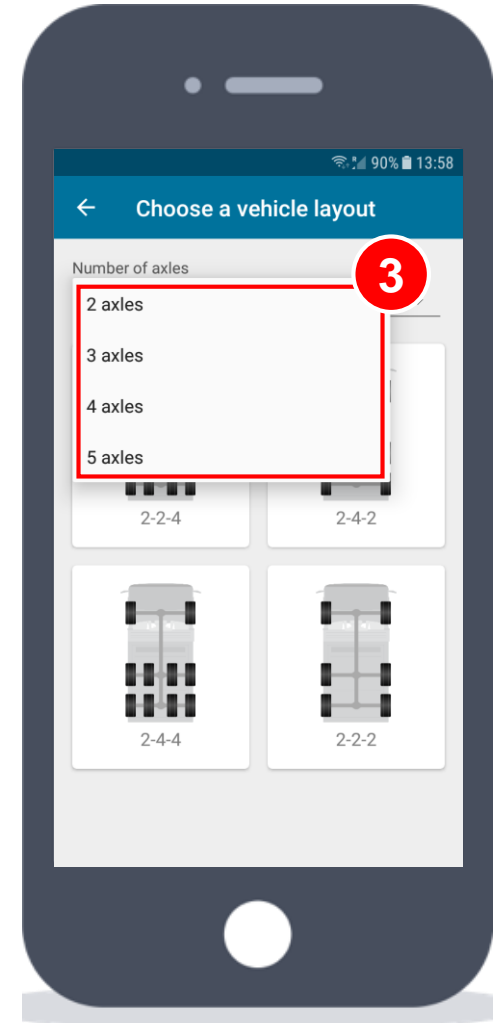 90% 13:58
Choose a vehicle layout
Number of axles
3
2 axles
3 axles
4 axles
5 axles
2-2-4
2-4-2
2-4-4
2-2-2